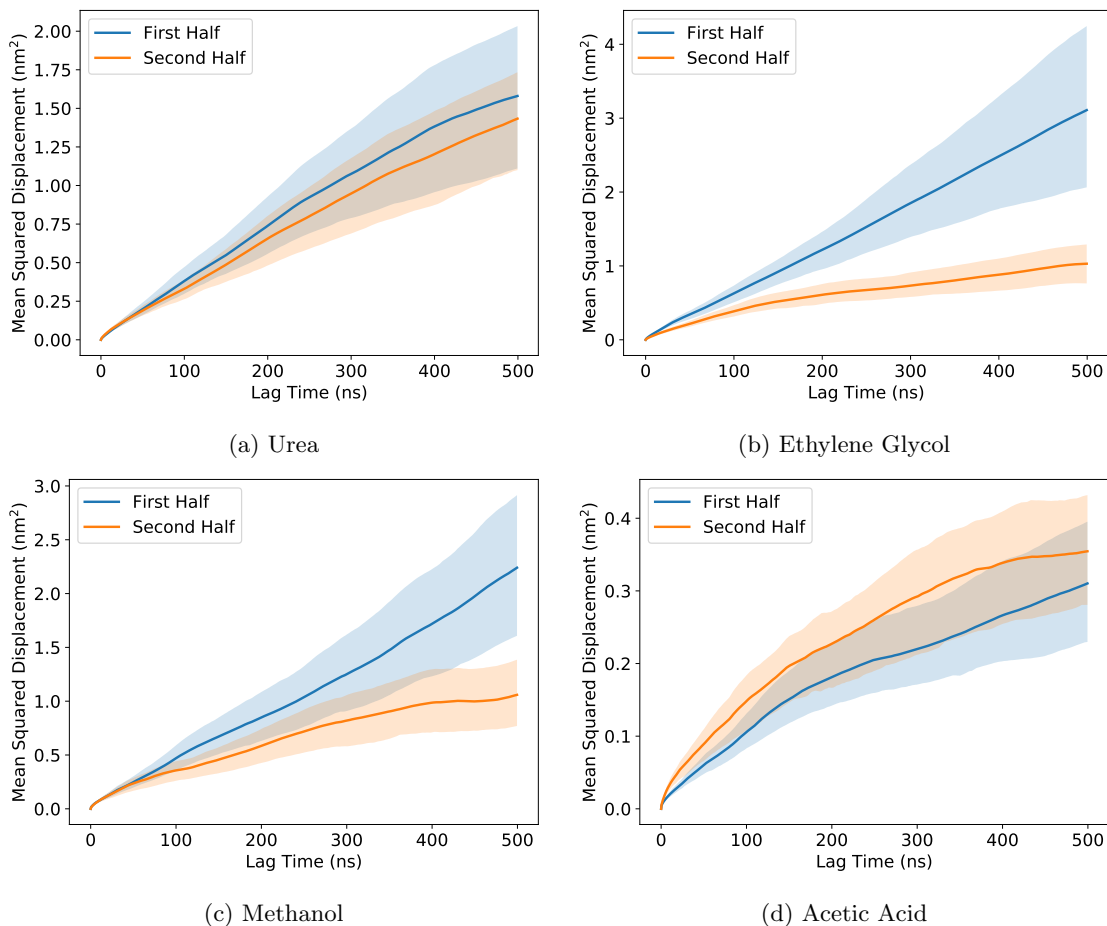 First Half
Second Half
Mean Squared Displacement (nm²)
2.00
1.75
1.50
1.25
1.00
0.75
0.50
0.25
0.00
0 100 200 300 400 500
Lag Time (ns)
(a) Urea
First Half
Second Half
Mean Squared Displacement (nm²)
4
3
2
1
0
0 100 200 300 400 500
Lag Time (ns)
(b) Ethylene Glycol
First Half
Second Half
Mean Squared Displacement (nm²)
3.0
2.5
2.0
1.5
1.0
0.5
0.0
0 100 200 300 400 500
Lag Time (ns)
(c) Methanol
First Half
Second Half
Mean Squared Displacement (nm²)
0.4
0.3
0.2
0.1
0.0
0 100 200 300 400 500
Lag Time (ns)
(d) Acetic Acid